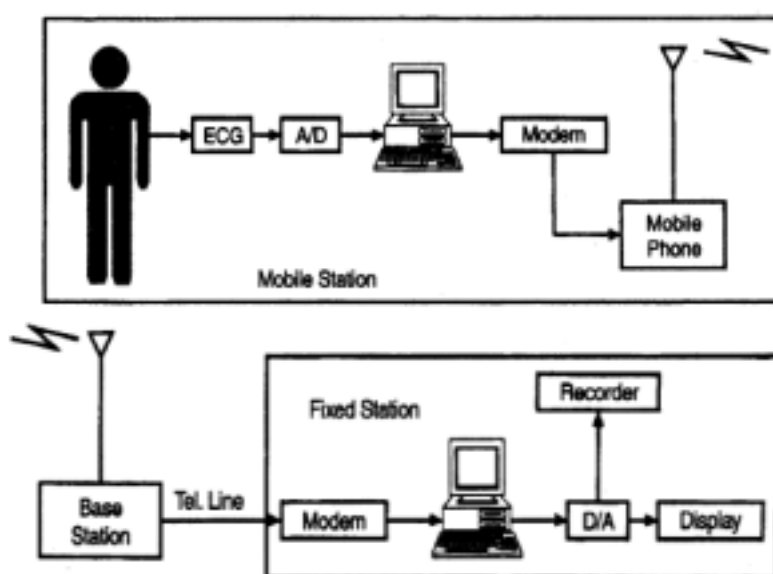 ECG
A/D
Modem
Mobile
Phone
Mobile Station
Fixed Station
Recorder
Base
Station
Tel. Line
Modem
D/A
Display